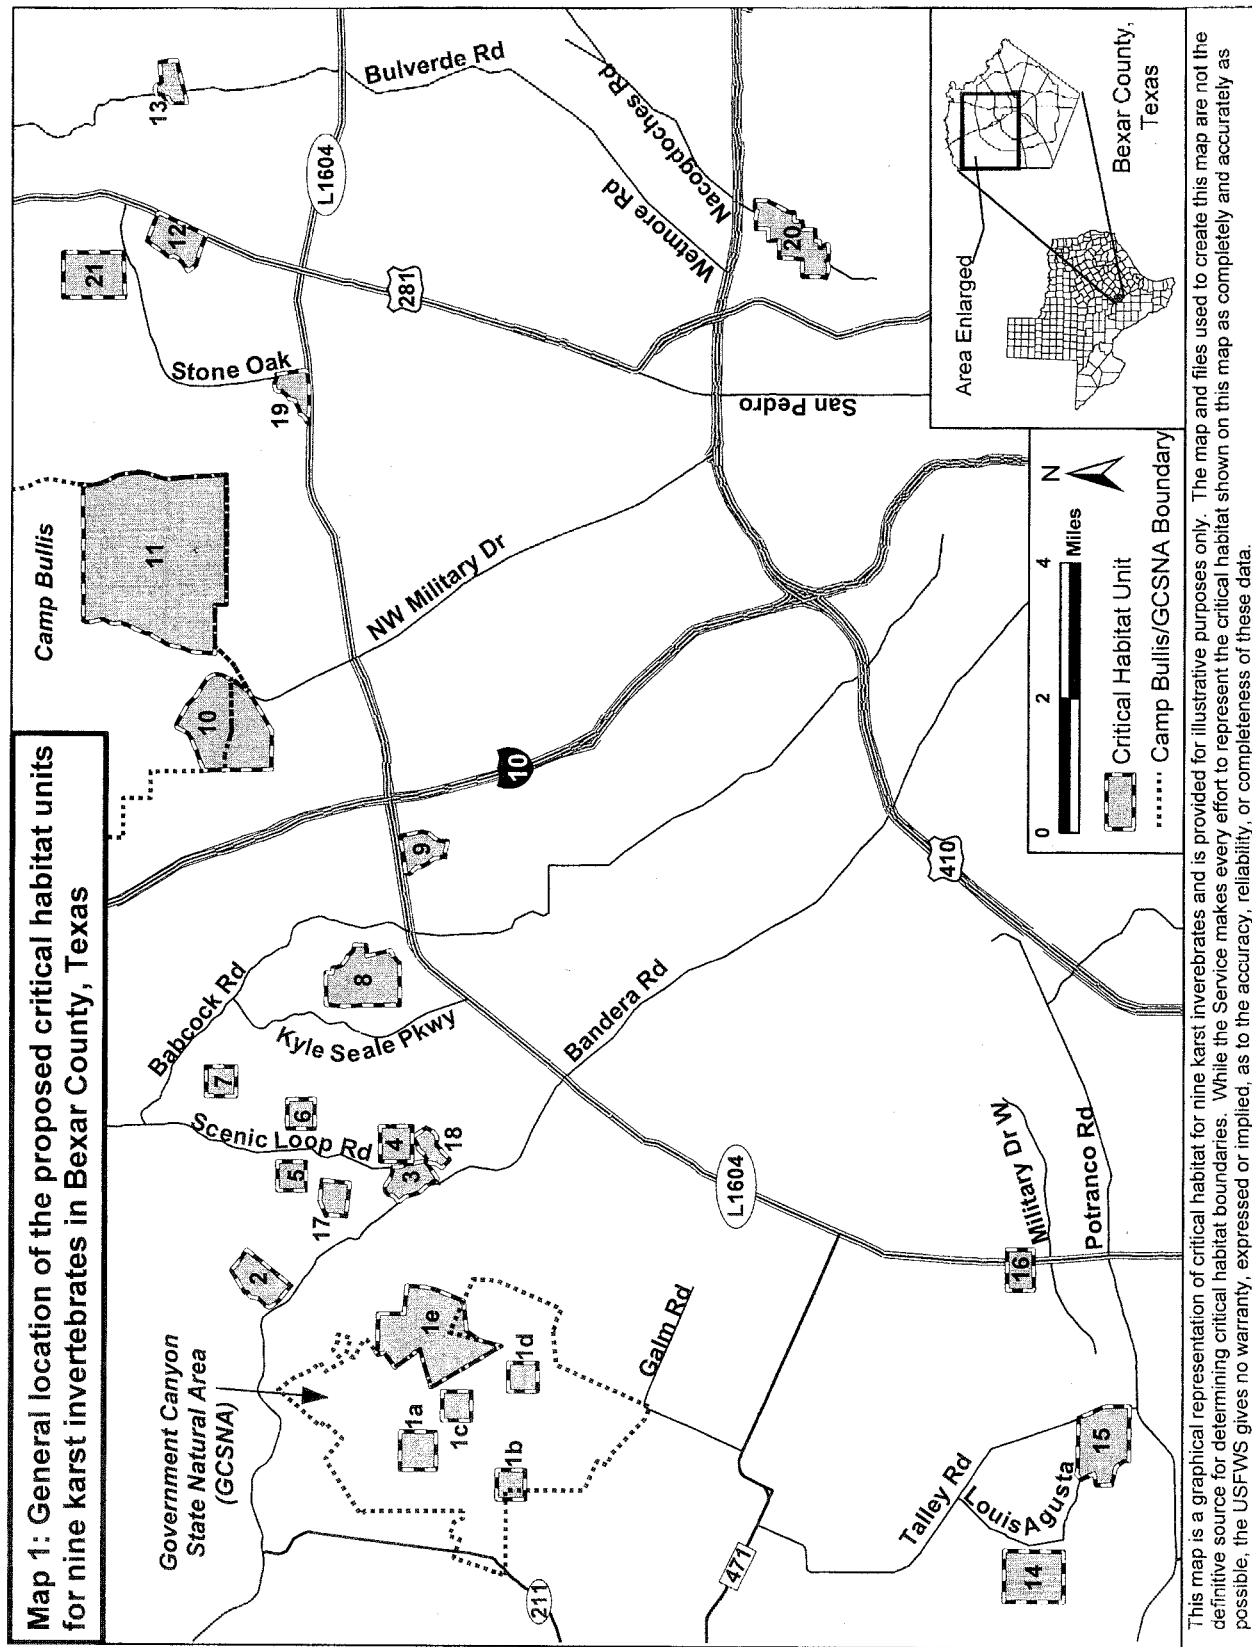 Map 1: General location of the proposed critical habitat units
for nine karst invertebrates in Bexar County, Texas
Camp Bullis
Government Canyon
State Natural Area
(GCSNA)
Babcock Rd
Kyle Seale Pkwy
Scenic Loop Rd
Bandera Rd
NW Military Dr
Stone Oak
Bulverde Rd
Nacogdoches Rd
Wetmore Rd
San Pedro
Galm Rd
Military Dr W
Potranco Rd
Talley Rd
Louis Agusta
L1604
L1604
281
10
410
211
471
1a
1b
1c
1d
1e
2
3
4
5
6
7
8
9
10
11
12
13
14
15
16
17
18
19
20
21
0 2 4
Miles
N
Critical Habitat Unit
Camp Bullis/GCSNA Boundary
Area Enlarged
Bexar County,
Texas
This map is a graphical representation of critical habitat for nine karst inverebrates and is provided for illustrative purposes only. The map and files used to create this map are not the
definitive source for determining critical habitat boundaries. While the Service makes every effort to represent the critical habitat shown on this map as completely and accurately as
possible, the USFWS gives no warranty, expressed or implied, as to the accuracy, reliability, or completeness of these data.